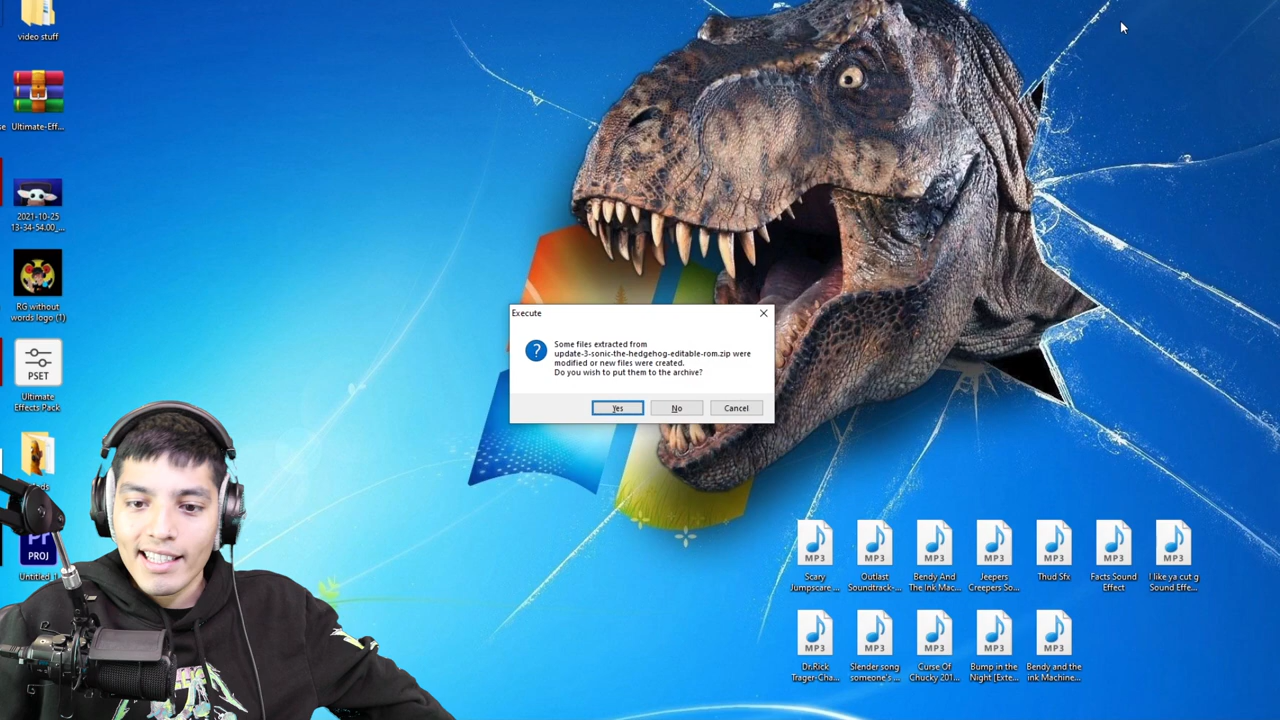 video stuff
Ultimate-Eff...
2021-10-25
13-34-54.00_...
RG without
words logo (1)
PSET
Ultimate
Effects Pack
PROJ
Untitled
Execute
Some files extracted from
update-3-sonic-the-hedgehog-editable-rom.zip were
modified or new files were created.
Do you wish to put them to the archive?
Yes
No
Cancel
MP3
MP3
MP3
MP3
MP3
MP3
MP3
Scary
Jumpscare ...
Outlast
Soundtrack-...
Bendy And
The Ink Mac...
Jeepers
Creepers So...
Thud Sfx
Facts Sound
Effect
I like ya cut g
Sound Effe...
MP3
MP3
MP3
MP3
MP3
Dr.Rick
Trager-Cha...
Slender song
someone's ...
Curse Of
Chucky 201...
Bump in the
Night [Exte...
Bendy and the
ink Machine...